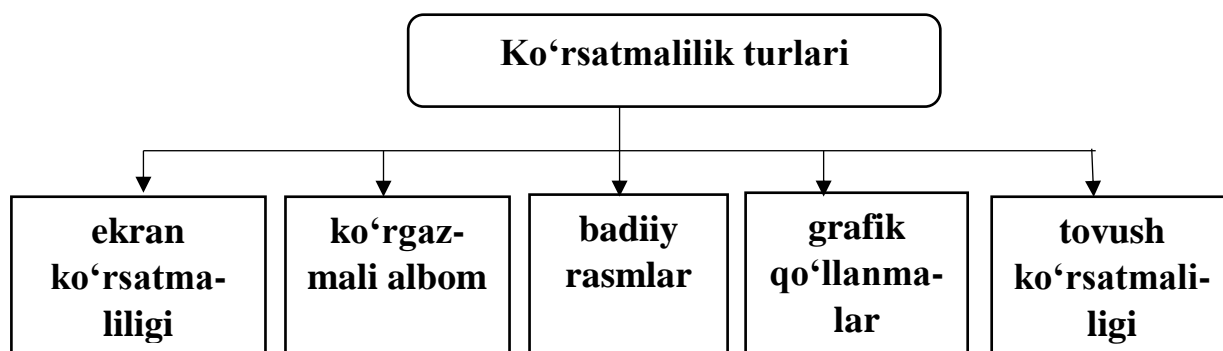 Ko‘rsatmalilik turlari
ekran
ko‘rsatma-
liligi
ko‘rgaz-
mali albom
badiiy
rasmlar
grafik
qo‘llanma-
lar
tovush
ko‘rsatmali-
ligi